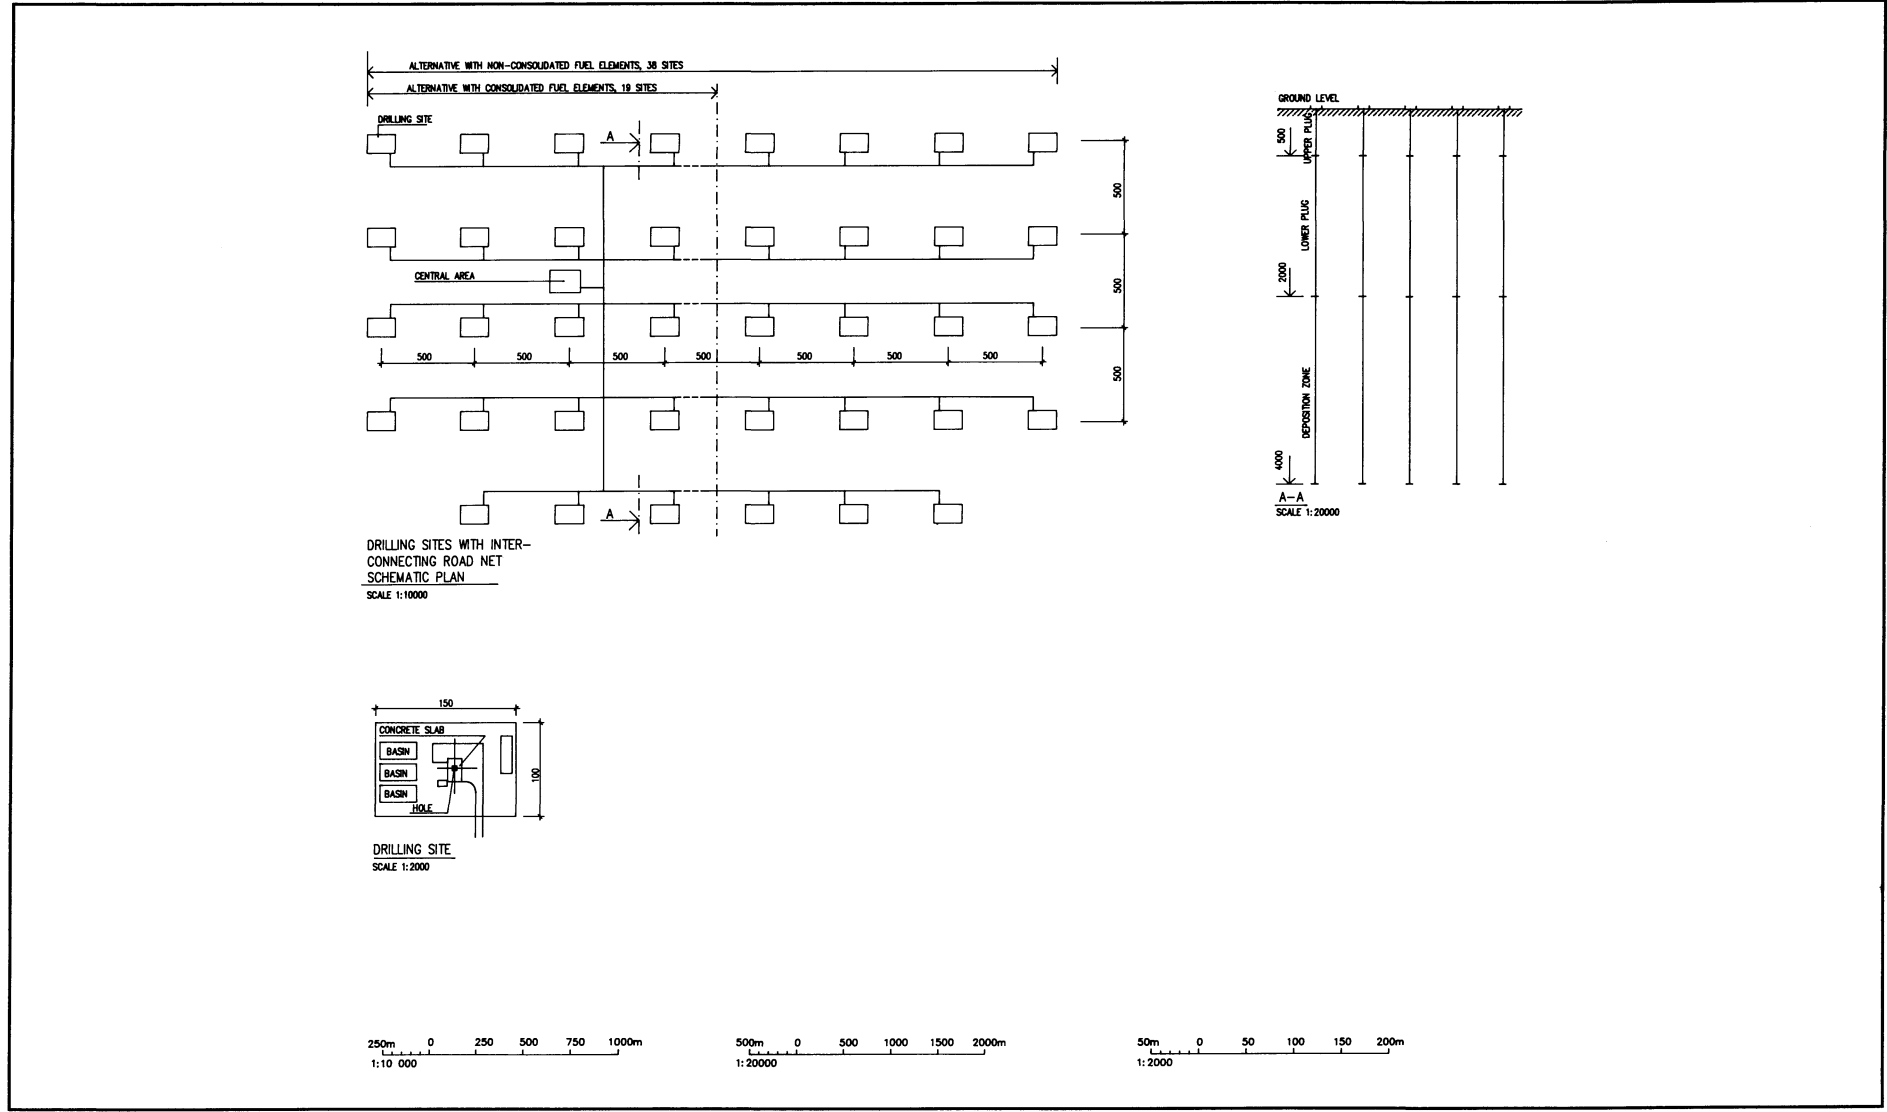 ALTERNATIVE WITH NON-CONSOLIDATED FUEL ELEMENTS, 38 SITES
ALTERNATIVE WITH CONSOLIDATED FUEL ELEMENTS, 19 SITES
DRILLING SITE
A
500
CENTRAL AREA
500
500 500 500 500 500 500 500
500
A
DRILLING SITES WITH INTER-
CONNECTING ROAD NET
SCHEMATIC PLAN
SCALE 1:10000
GROUND LEVEL
500
UPPER PLUG
LOWER PLUG
2000
DEPOSITION ZONE
4000
A-A
SCALE 1:20000
150
CONCRETE SLAB
BASIN
BASIN
BASIN
HOLE
100
DRILLING SITE
SCALE 1:2000
250m 0 250 500 750 1000m
1:10 000
500m 0 500 1000 1500 2000m
1:20000
50m 0 50 100 150 200m
1:2000